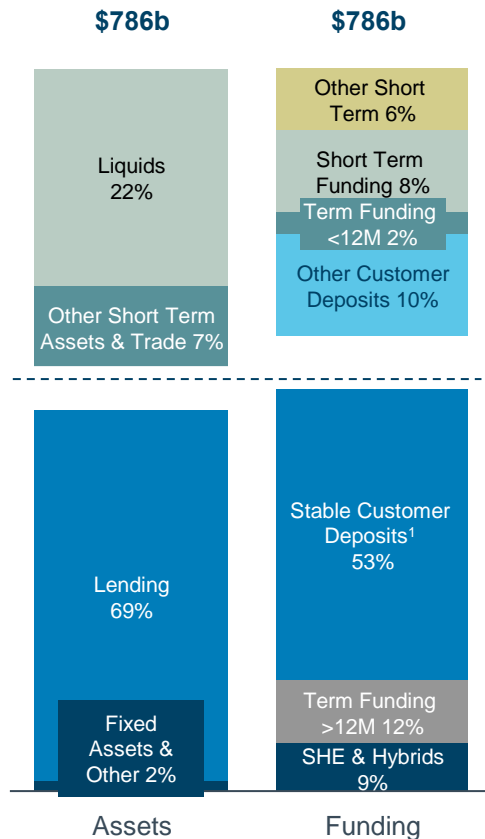 $786b
$786b
Liquids
22%
Other Short Term
Assets & Trade 7%
Lending
69%
Fixed
Assets &
Other 2%
Assets
Other Short
Term 6%
Short Term
Funding 8%
Term Funding
<12M 2%
Other Customer
Deposits 10%
Stable Customer
Deposits¹
53%
Term Funding
>12M 12%
SHE & Hybrids
9%
Funding